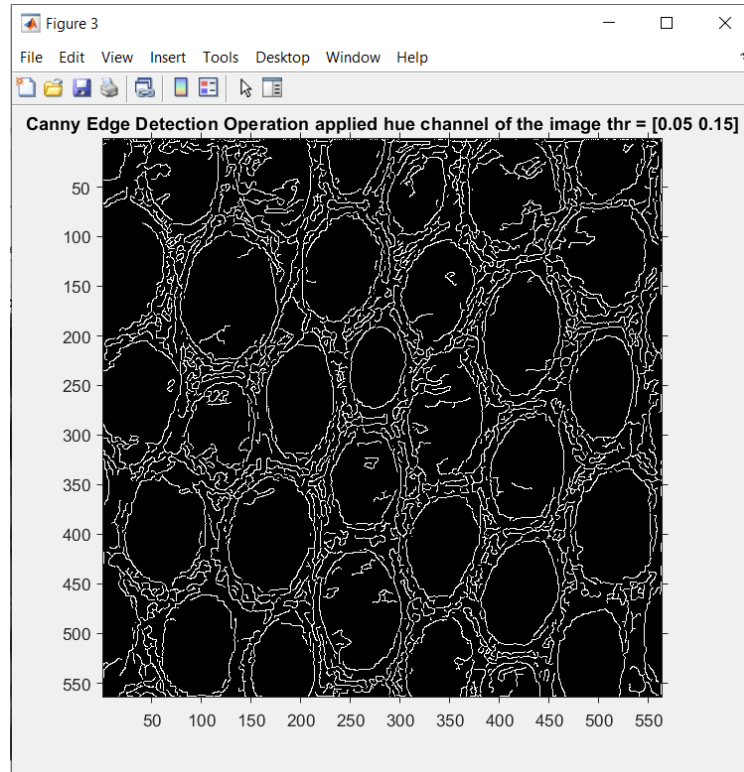 Figure 3
File Edit View Insert Tools Desktop Window Help
Canny Edge Detection Operation applied hue channel of the image thr = [0.05 0.15]
50
100
150
200
250
300
350
400
450
500
550
50 100 150 200 250 300 350 400 450 500 550